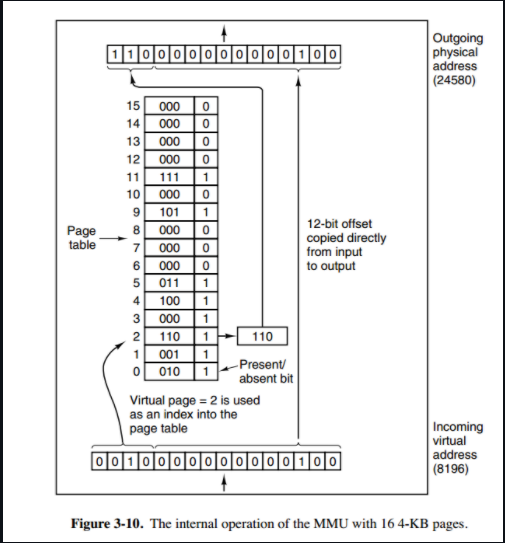 Outgoing
physical
address
(24580)
1 1 0 0 0 0 0 0 0 0 0 0 1 0 0
15 000 0
14 000 0
13 000 0
12 000 0
11 111 1
10 000 0
9 101 1
8 000 0
7 000 0
6 000 0
5 011 1
4 100 1
3 000 1
2 110 1
1 001 1
0 010 1
Page
table
110
12-bit offset
copied directly
from input
to output
Present/
absent bit
Virtual page = 2 is used
as an index into the
page table
0 0 1 0 0 0 0 0 0 0 0 0 0 1 0 0
Incoming
virtual
address
(8196)
Figure 3-10. The internal operation of the MMU with 16 4-KB pages.